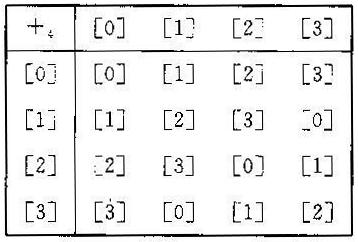 +₄ [0] [1] [2] [3]
[0] [0] [1] [2] [3]
[1] [1] [2] [3] [0]
[2] [2] [3] [0] [1]
[3] [3] [0] [1] [2]